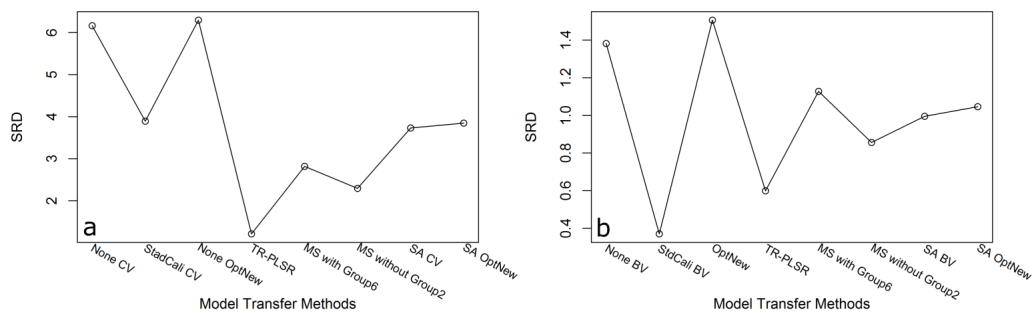 SRD
6
5
4
3
2
a
None CV
StadCali CV
None OptNew
TR-PLSR
MS with Group6
MS without Group2
SA CV
SA OptNew
Model Transfer Methods
SRD
1.4
1.2
1.0
0.8
0.6
0.4
b
None BV
StdCali BV
OptNew
TR-PLSR
MS with Group6
MS without Group2
SA BV
SA OptNew
Model Transfer Methods